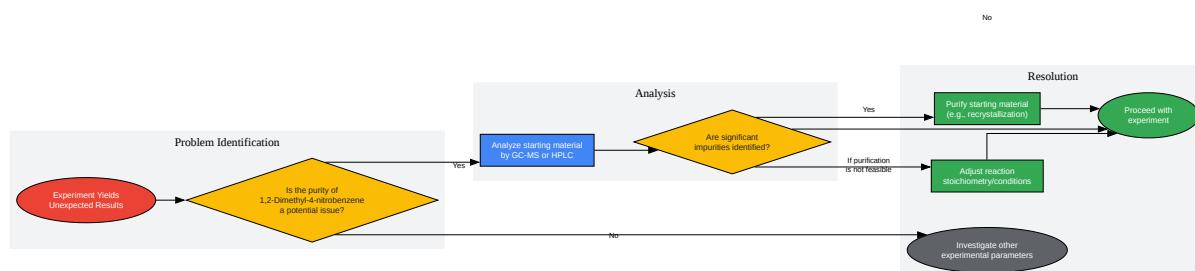 No
Resolution
Analysis
Problem Identification
Experiment Yields
Unexpected Results
Is the purity of
1,2-Dimethyl-4-nitrobenzene
a potential issue?
Yes
Analyze starting material
by GC-MS or HPLC
Are significant
impurities identified?
Yes
Purify starting material
(e.g., recrystallization)
Proceed with
experiment
If purification
is not feasible
Adjust reaction
stoichiometry/conditions
No
Investigate other
experimental parameters